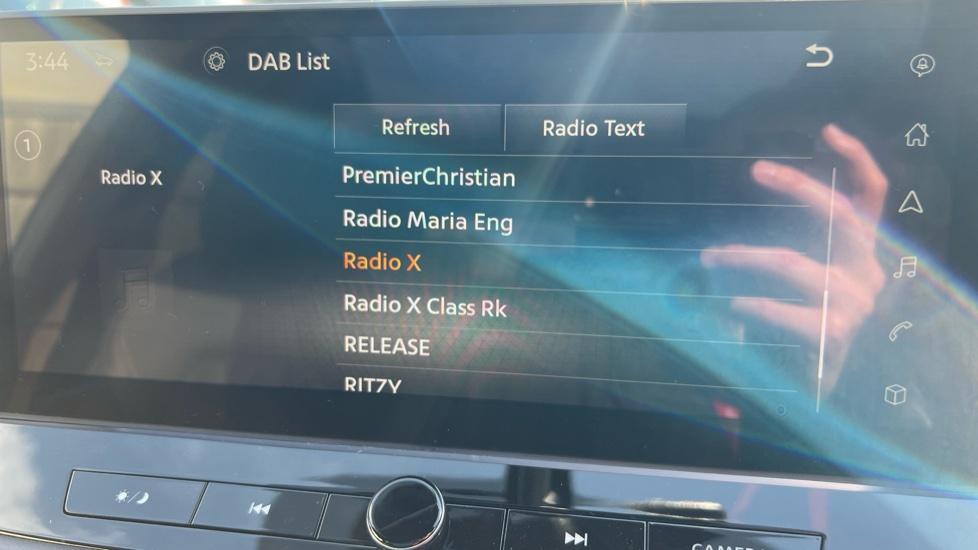 3:44
DAB List
1
Refresh
Radio Text
Radio X
PremierChristian
Radio Maria Eng
Radio X
Radio X Class Rk
RELEASE
RITZY